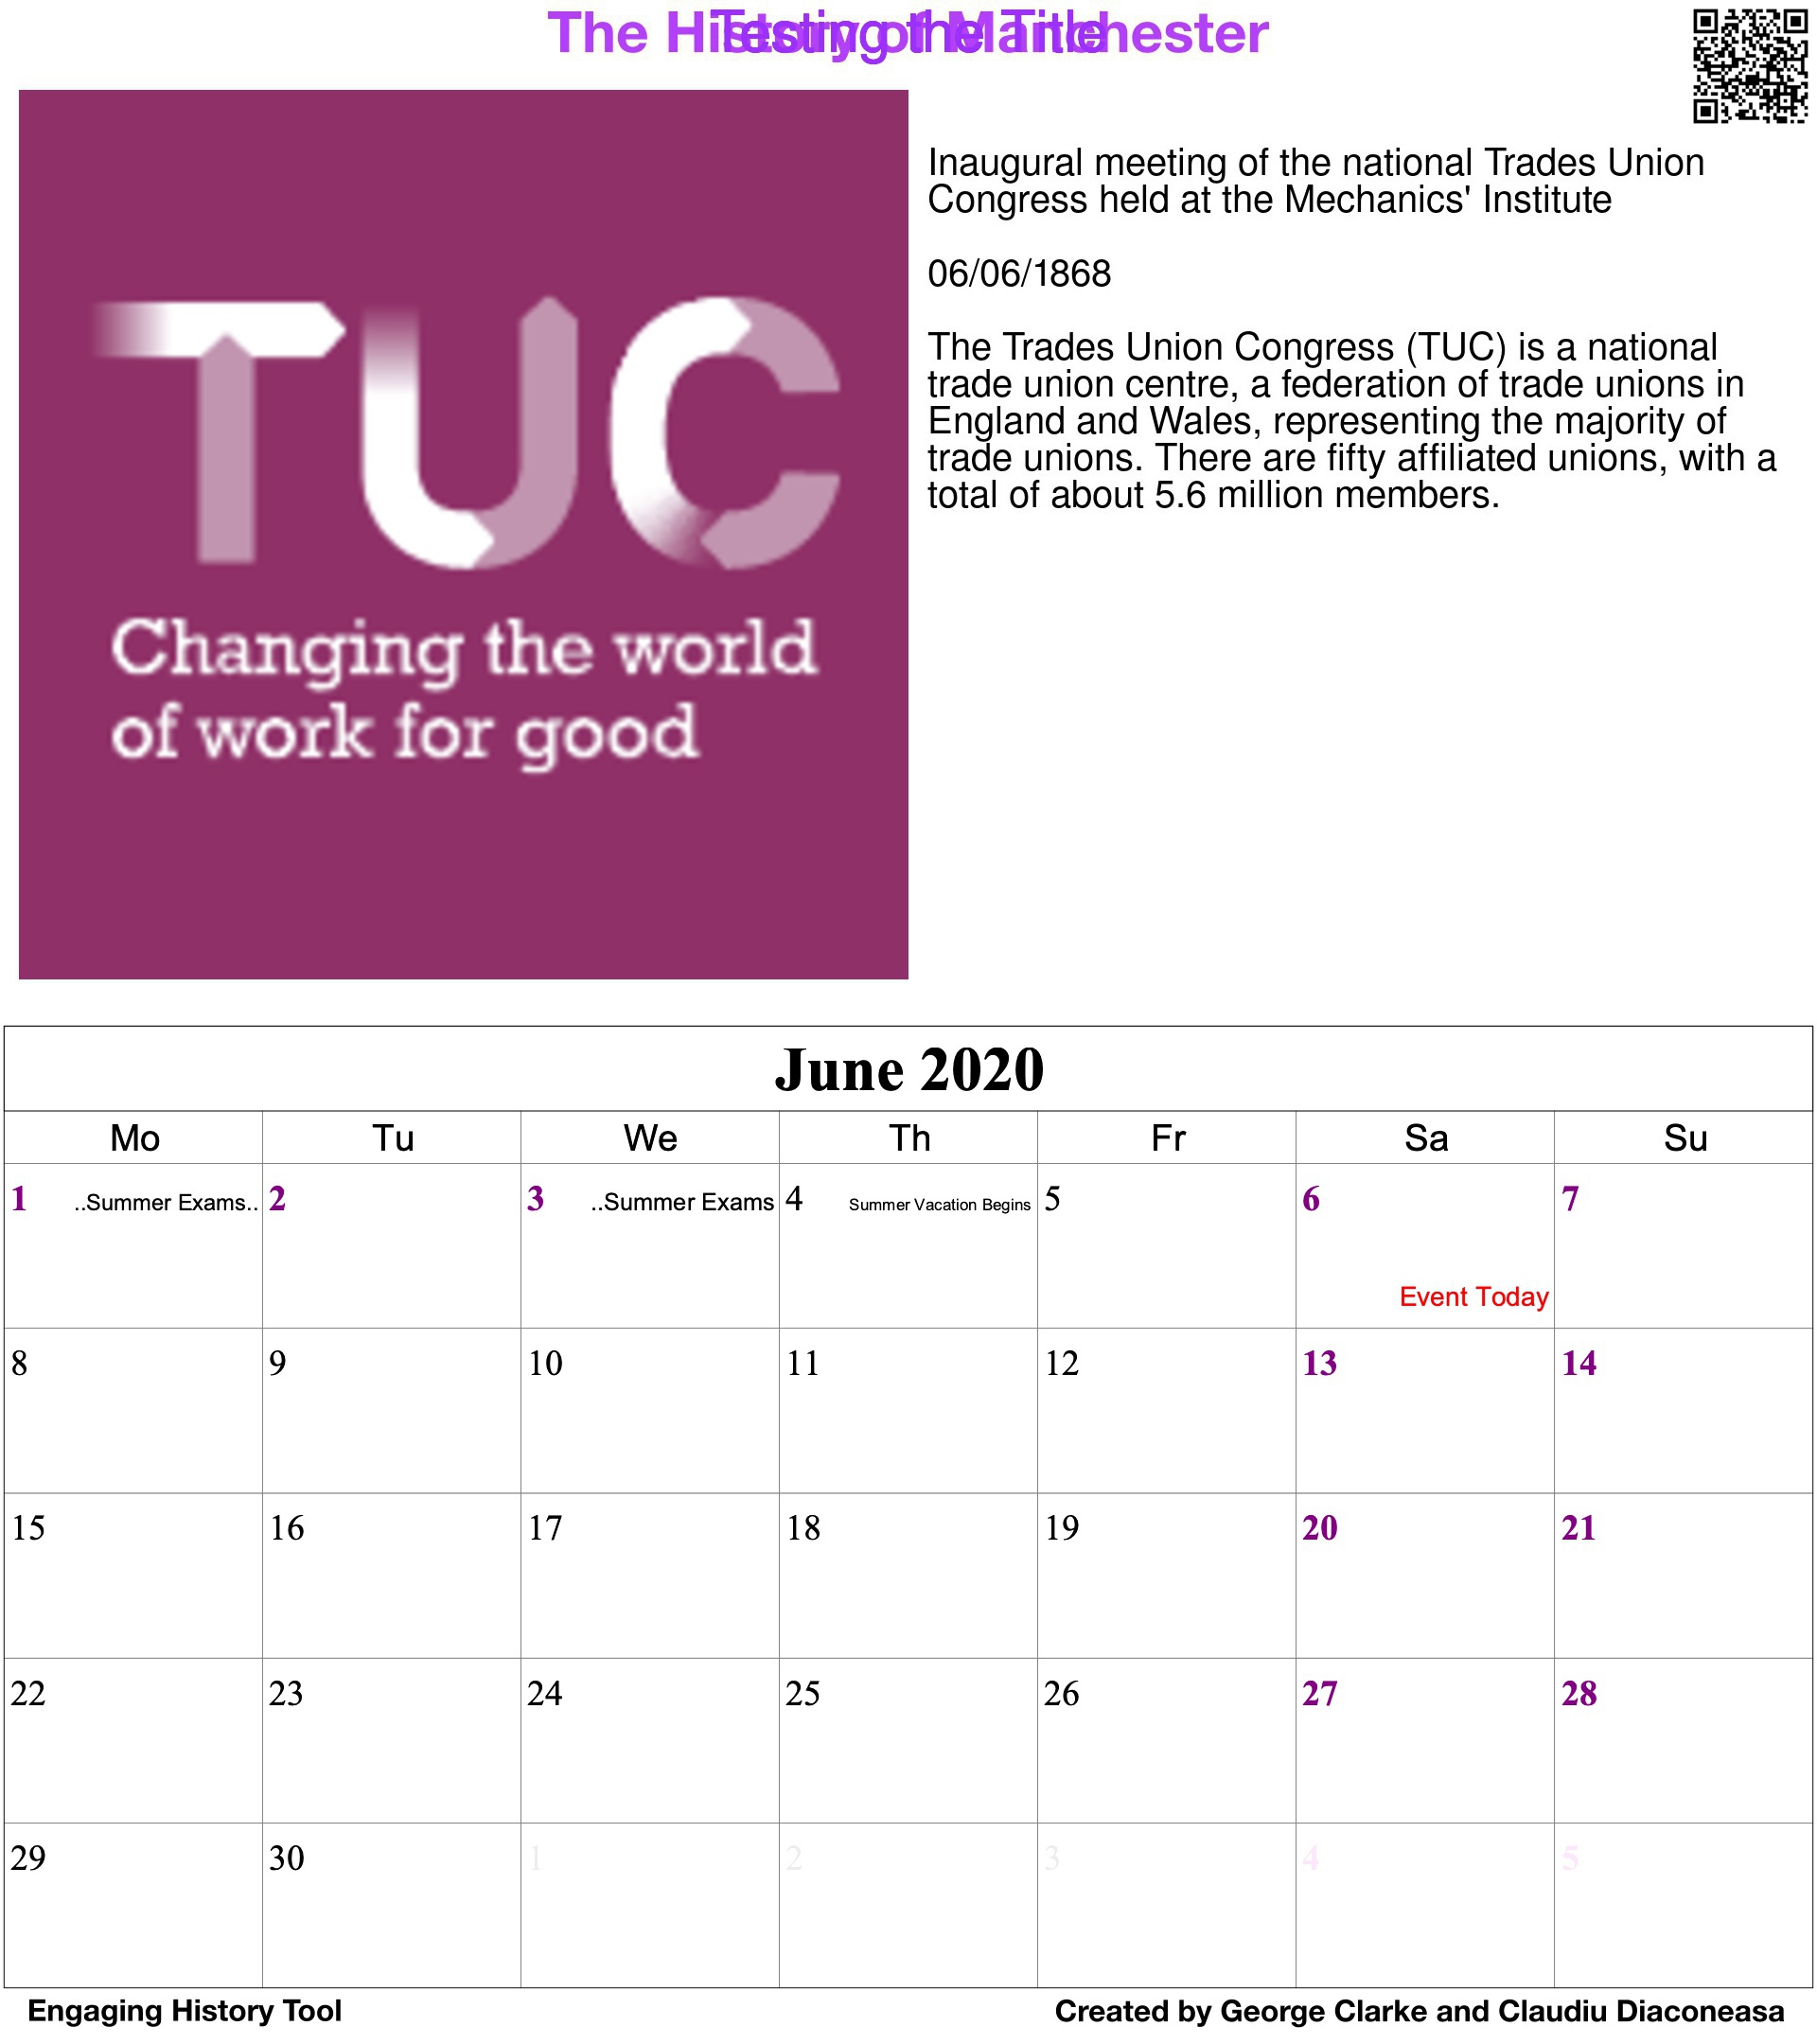 The History of Manchester
Testing the Title
Inaugural meeting of the national Trades Union
Congress held at the Mechanics' Institute
06/06/1868
The Trades Union Congress (TUC) is a national
trade union centre, a federation of trade unions in
England and Wales, representing the majority of
trade unions. There are fifty affiliated unions, with a
total of about 5.6 million members.
TUC
Changing the world
of work for good
June 2020
Mo Tu We Th Fr Sa Su
1 ..Summer Exams.. 2 3 ..Summer Exams 4 Summer Vacation Begins 5 6 7
Event Today
8 9 10 11 12 13 14
15 16 17 18 19 20 21
22 23 24 25 26 27 28
29 30 1 2 3 4 5
Engaging History Tool Created by George Clarke and Claudiu Diaconeasa